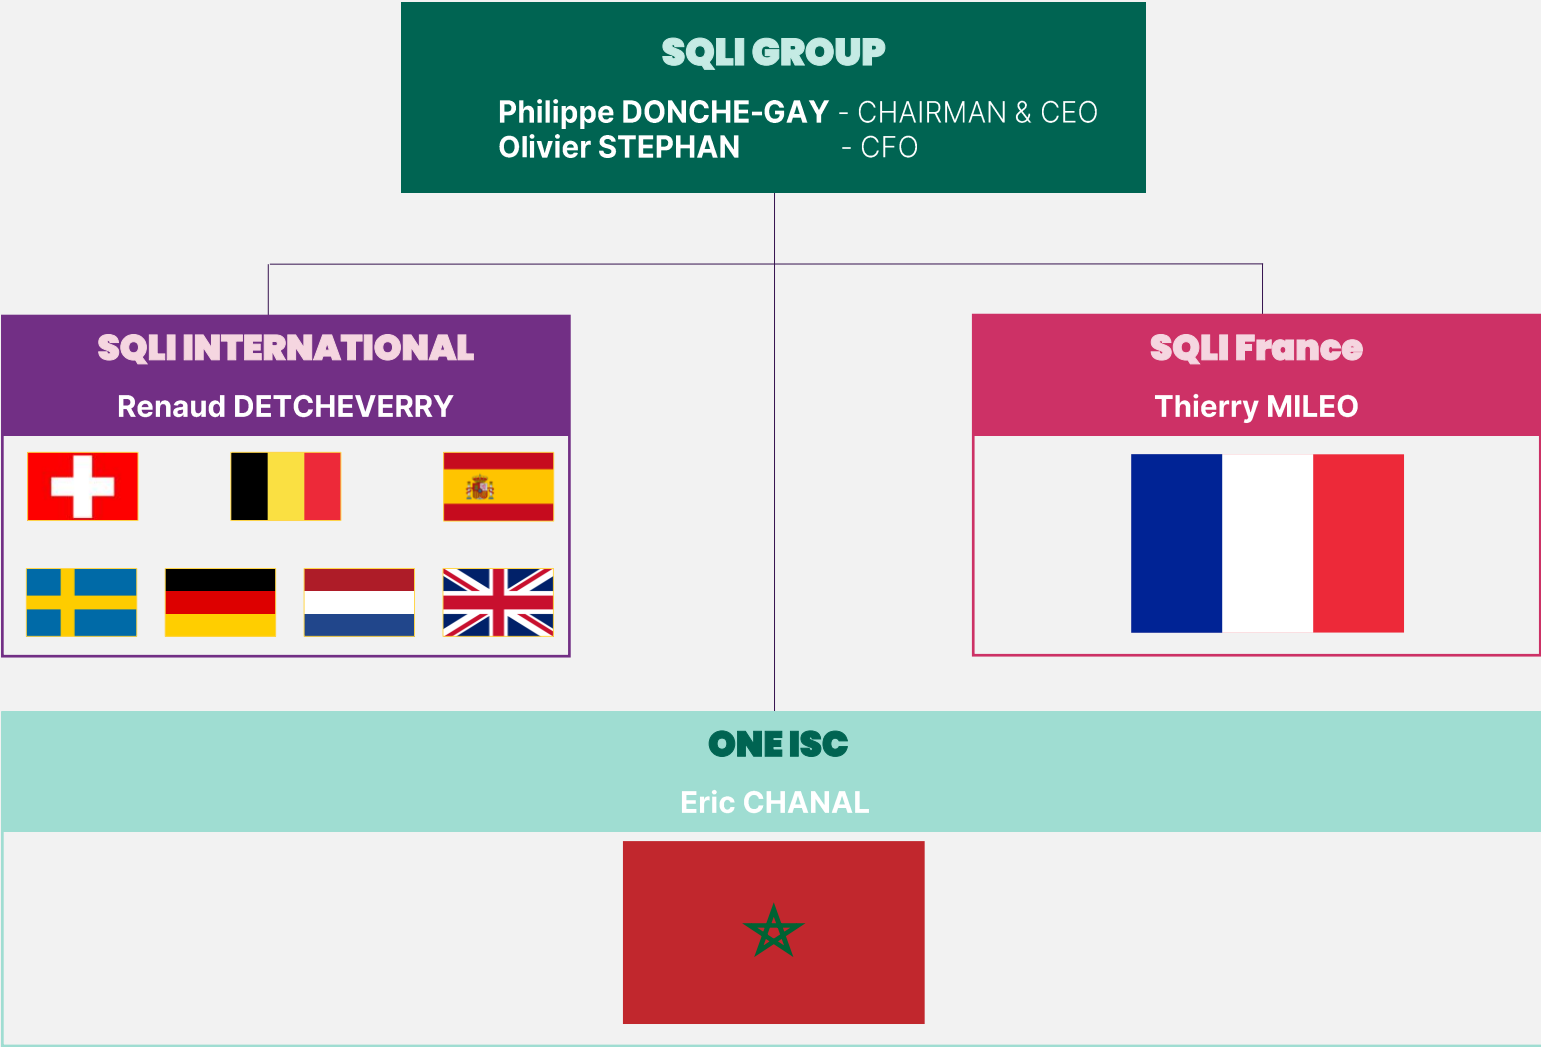 SQLI GROUP
Philippe DONCHE-GAY - CHAIRMAN & CEO
Olivier STEPHAN - CFO
SQLI INTERNATIONAL
Renaud DETCHEVERRY
SQLI France
Thierry MILEO
ONE ISC
Eric CHANAL